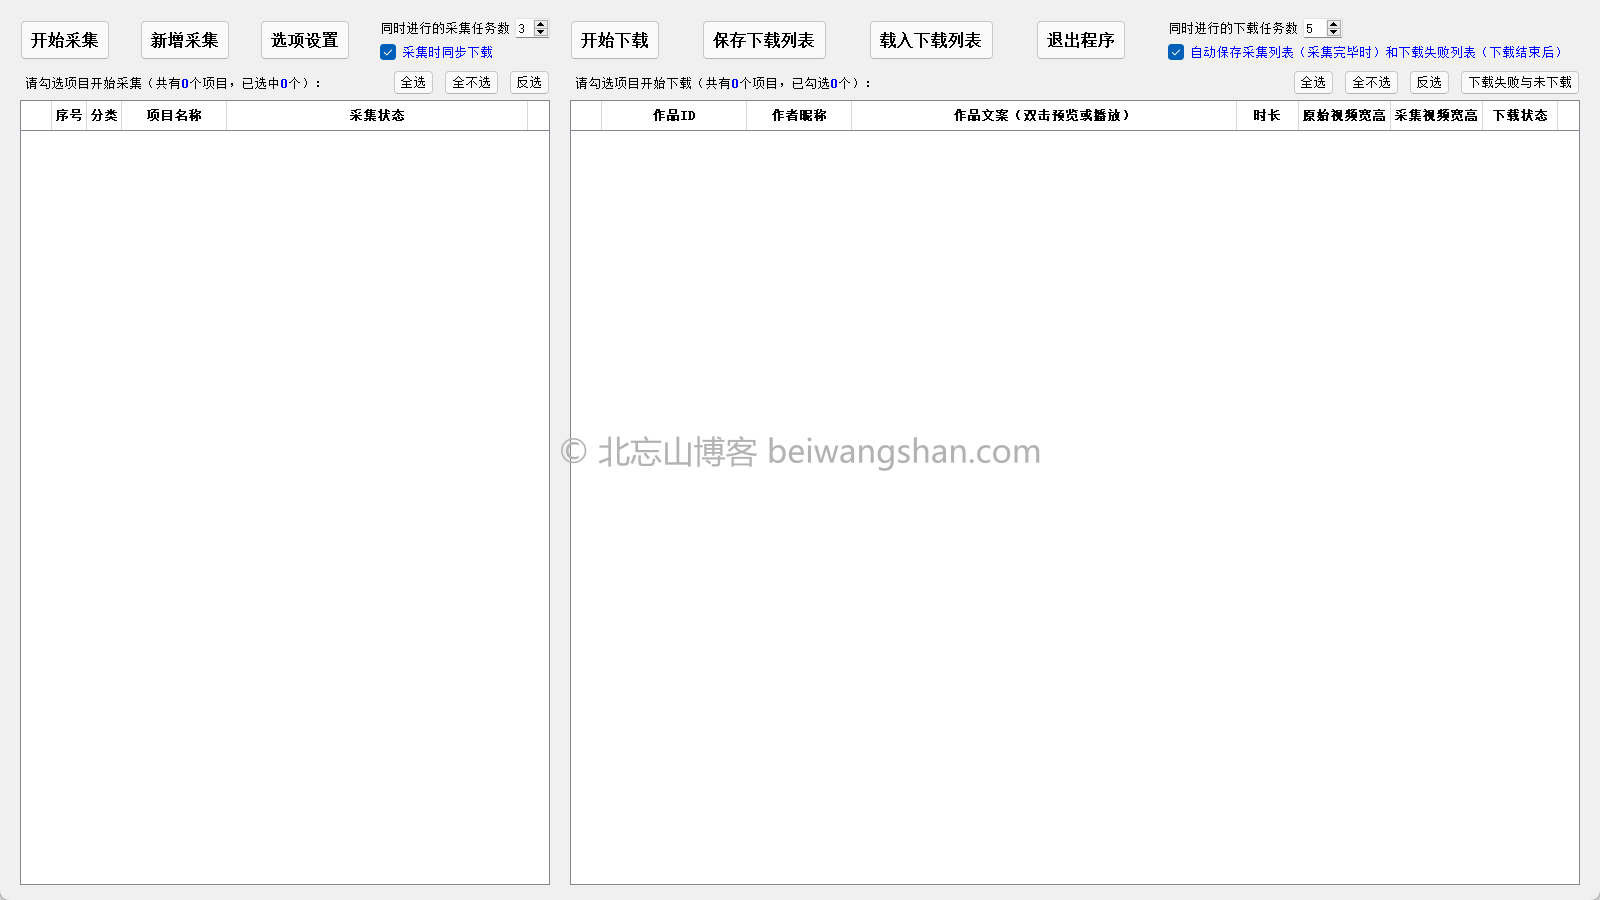 开始采集 新增采集 选项设置 同时进行的采集任务数 3
采集时同步下载
请勾选项目开始采集（共有0个项目，已选中0个）： 全选 全不选 反选
序号 分类 项目名称 采集状态
开始下载 保存下载列表 载入下载列表 退出程序 同时进行的下载任务数 5
自动保存采集列表（采集完毕时）和下载失败列表（下载结束后）
请勾选项目开始下载（共有0个项目，已勾选0个）： 全选 全不选 反选 下载失败与未下载
作品ID 作者昵称 作品文案（双击预览或播放） 时长 原始视频宽高 采集视频宽高 下载状态
© 北忘山博客 beiwangshan.com